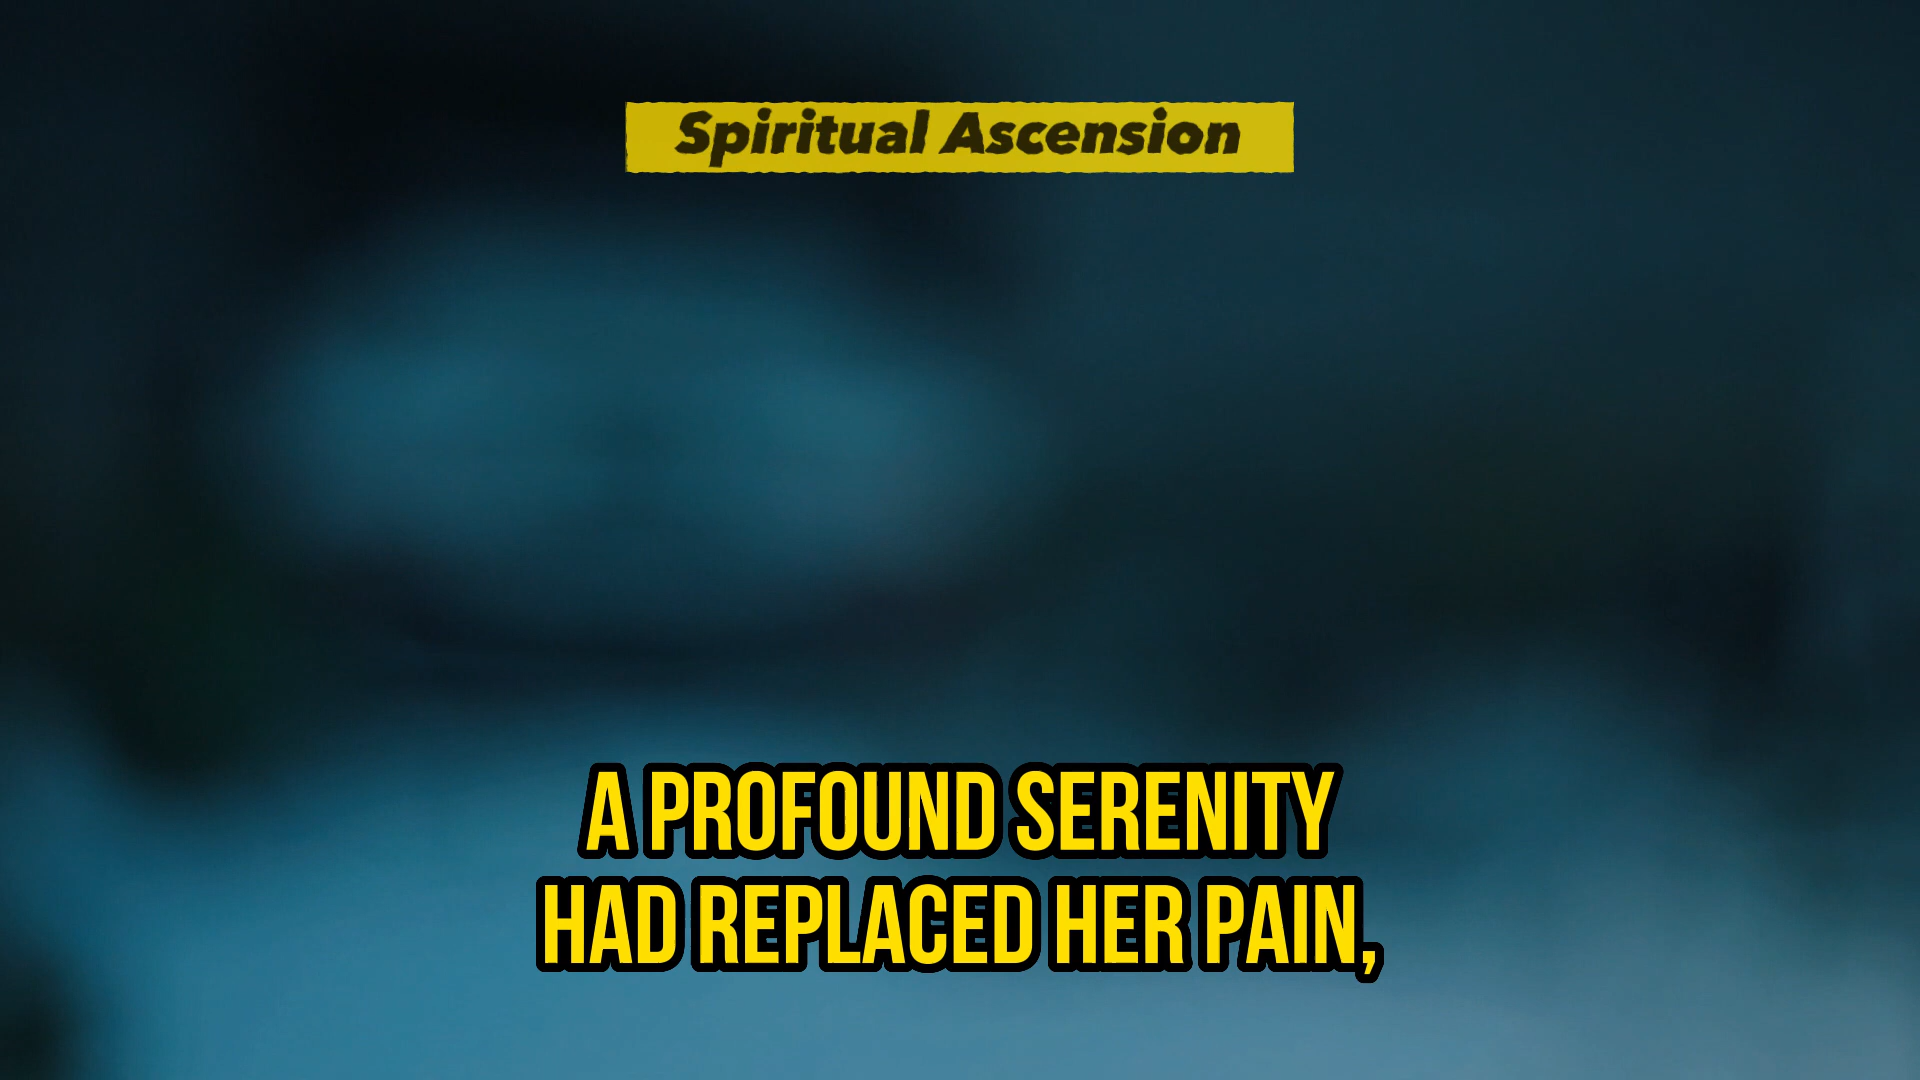 Spiritual Ascension
A PROFOUND SERENITY
HAD REPLACED HER PAIN,